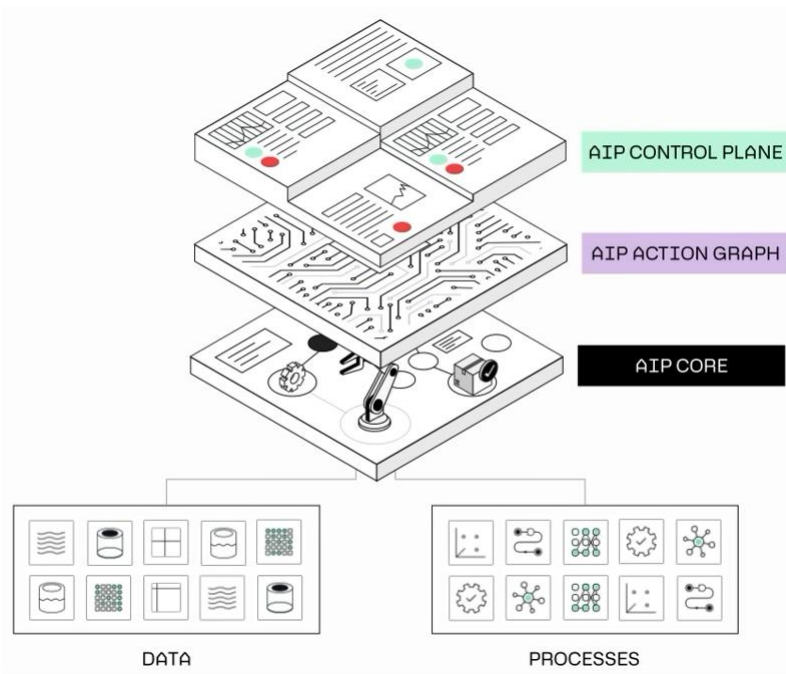 AIP CONTROL PLANE
AIP ACTION GRAPH
AIP CORE
DATA
PROCESSES